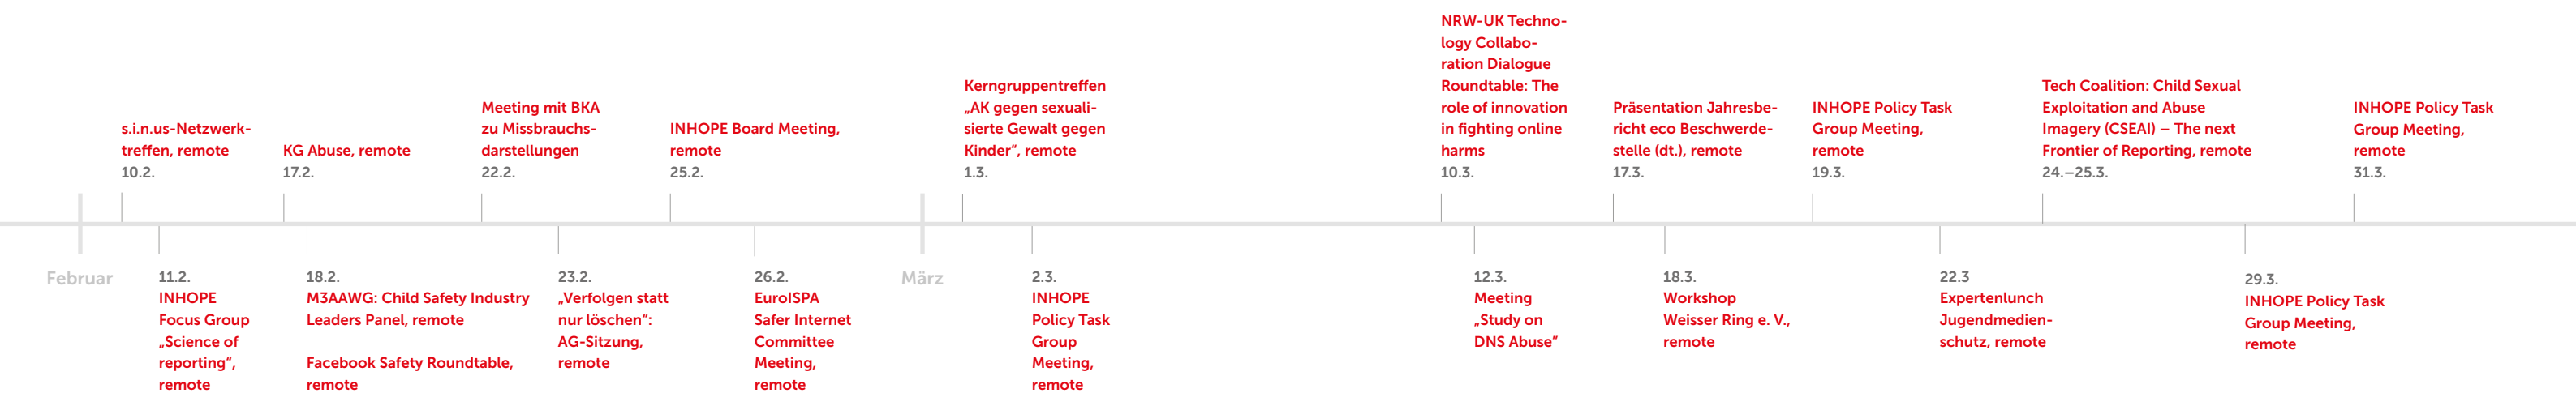 s.i.n.us-Netzwerk-
treffen, remote
10.2.
KG Abuse, remote
17.2.
Meeting mit BKA
zu Missbrauchs-
darstellungen
22.2.
INHOPE Board Meeting,
remote
25.2.
Kerngruppentreffen
„AK gegen sexuali-
sierte Gewalt gegen
Kinder“, remote
1.3.
NRW-UK Techno-
logy Collabo-
ration Dialogue
Roundtable: The
role of innovation
in fighting online
harms
10.3.
Präsentation Jahresbe-
richt eco Beschwerde-
stelle (dt.), remote
17.3.
INHOPE Policy Task
Group Meeting,
remote
19.3.
Tech Coalition: Child Sexual
Exploitation and Abuse
Imagery (CSEAI) – The next
Frontier of Reporting, remote
24.–25.3.
INHOPE Policy Task
Group Meeting,
remote
31.3.
Februar
11.2.
INHOPE
Focus Group
„Science of
reporting“,
remote
18.2.
M3AAWG: Child Safety Industry
Leaders Panel, remote
Facebook Safety Roundtable,
remote
23.2.
„Verfolgen statt
nur löschen“:
AG-Sitzung,
remote
26.2.
EuroISPA
Safer Internet
Committee
Meeting,
remote
März
2.3.
INHOPE
Policy Task
Group
Meeting,
remote
12.3.
Meeting
„Study on
DNS Abuse”
18.3.
Workshop
Weisser Ring e. V.,
remote
22.3
Expertenlunch
Jugendmedien-
schutz, remote
29.3.
INHOPE Policy Task
Group Meeting,
remote